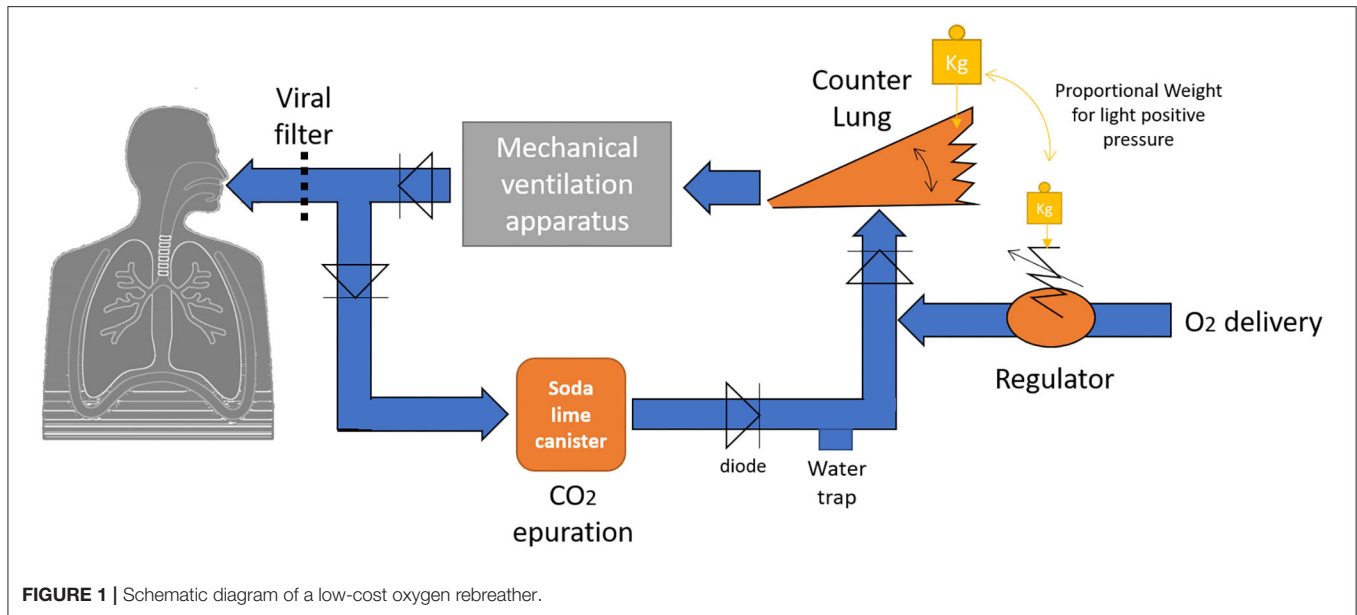 Viral
filter
Mechanical
ventilation
apparatus
Counter
Lung
Kg
Proportional Weight
for light positive
pressure
Kg
O2 delivery
Regulator
Soda
lime
canister
CO2
epuration
diode
Water
trap
FIGURE 1 | Schematic diagram of a low-cost oxygen rebreather.